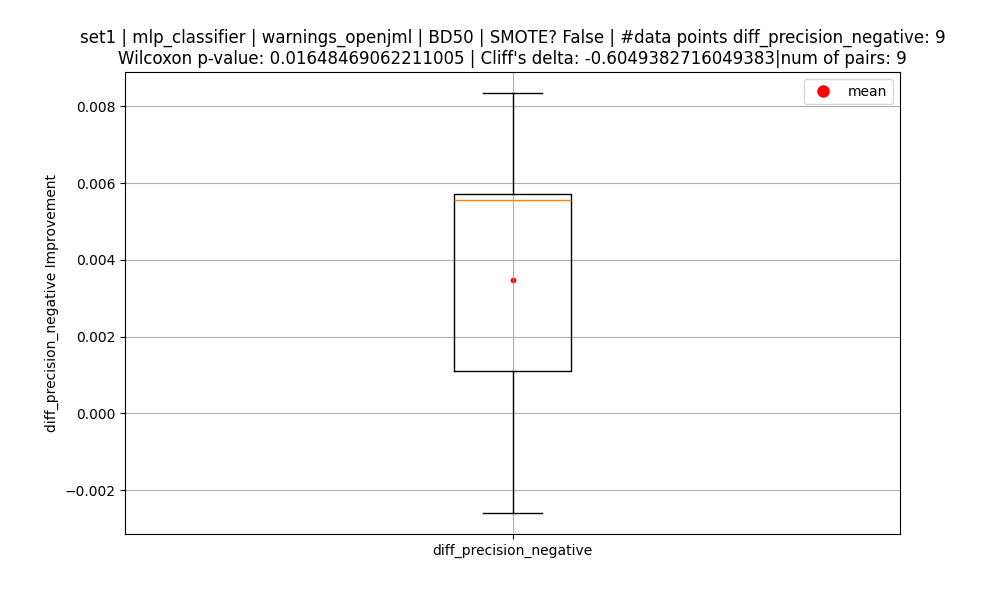 set1 | mlp_classifier | warnings_openjml | BD50 | SMOTE? False | #data points diff_precision_negative: 9
Wilcoxon p-value: 0.01648469062211005 | Cliff's delta: -0.6049382716049383|num of pairs: 9
mean
0.008
0.006
0.004
0.002
0.000
−0.002
diff_precision_negative Improvement
diff_precision_negative